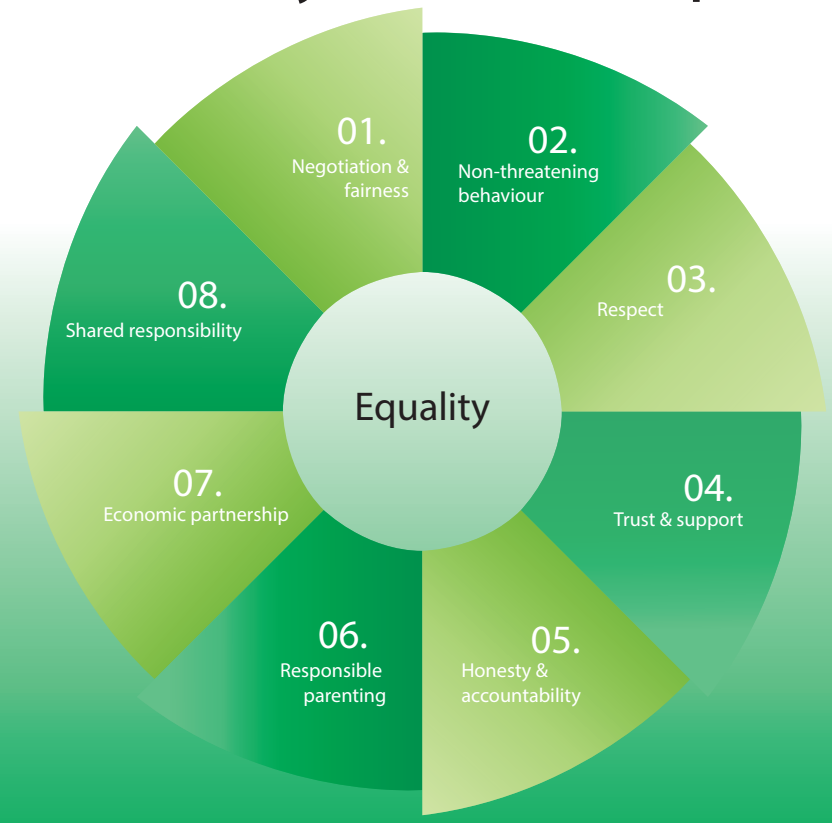 01.
Negotiation &
fairness
02.
Non-threatening
behaviour
03.
Respect
04.
Trust & support
05.
Honesty &
accountability
06.
Responsible
parenting
07.
Economic partnership
08.
Shared responsibility
Equality